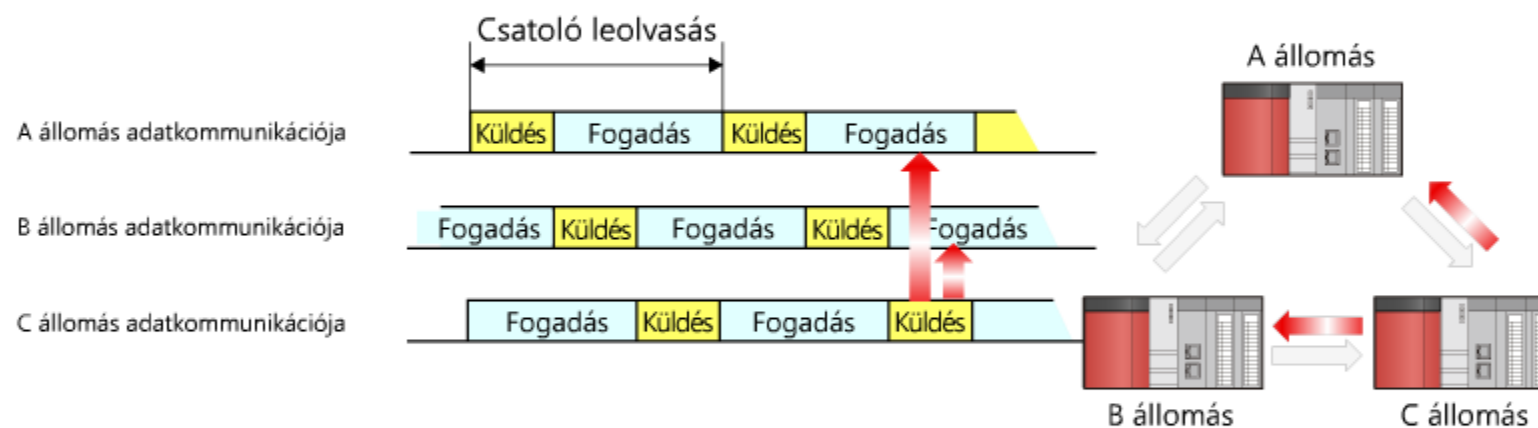 Csatoló leolvasás
A állomás
A állomás adatkommunikációja
Küldés Fogadás Küldés Fogadás
B állomás adatkommunikációja
Fogadás Küldés Fogadás Küldés Fogadás
C állomás adatkommunikációja
Fogadás Küldés Fogadás Küldés
B állomás C állomás